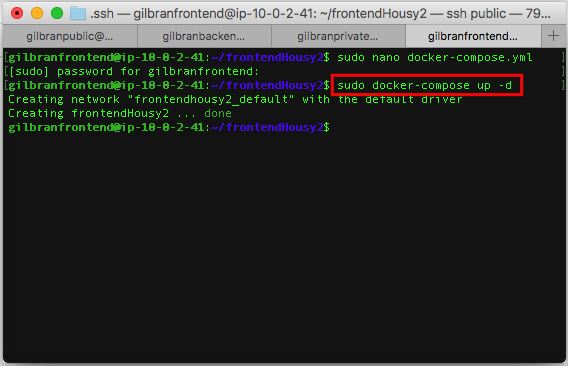 .ssh — gilbranfrontend@ip-10-0-2-41: ~/frontendHousy2 — ssh public — 79...
gilbranpublic@... gilbranbacken... gilbranprivate... gilbranfrontend... +
[gilbranfrontend@ip-10-0-2-41:~/frontendHousy2$ sudo nano docker-compose.yml ]
[[sudo] password for gilbranfrontend: ]
[gilbranfrontend@ip-10-0-2-41:~/frontendHousy2$ sudo docker-compose up -d ]
Creating network "frontendhousy2_default" with the default driver
Creating frontendHousy2 ... done
gilbranfrontend@ip-10-0-2-41:~/frontendHousy2$